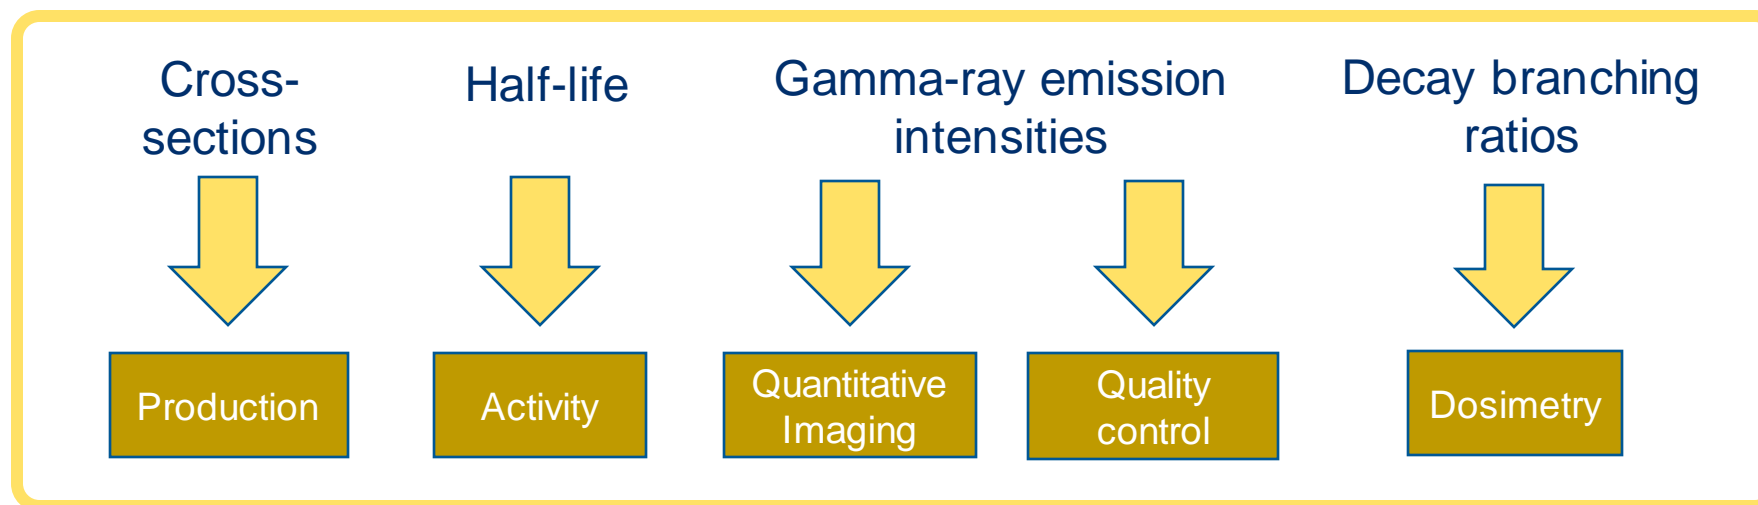 Cross-
sections
Half-life
Gamma-ray emission
intensities
Decay branching
ratios
Production
Activity
Quantitative
Imaging
Quality
control
Dosimetry